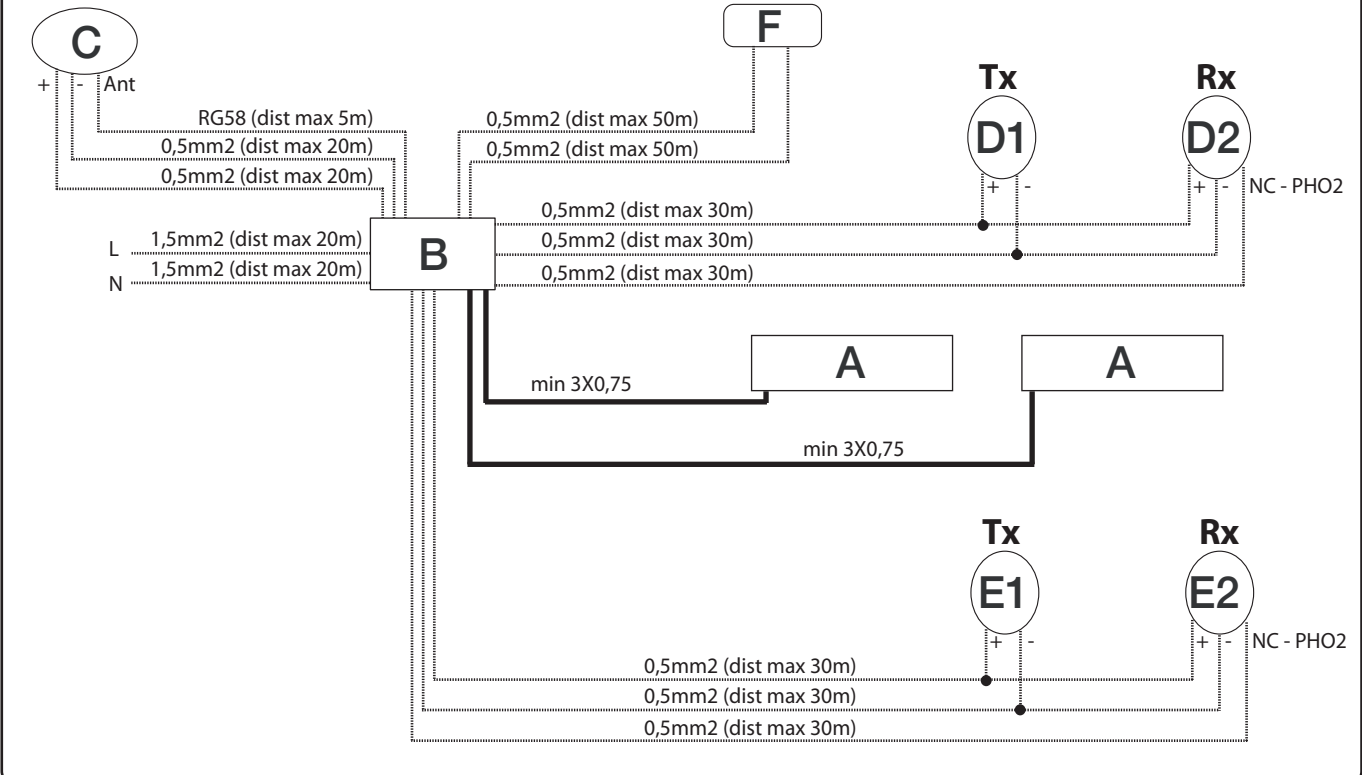 C
F
+ - Ant
Tx Rx
RG58 (dist max 5m)
0,5mm2 (dist max 50m)
D1 D2
0,5mm2 (dist max 20m)
0,5mm2 (dist max 50m)
0,5mm2 (dist max 20m)
+ - + - NC - PHO2
0,5mm2 (dist max 30m)
L 1,5mm2 (dist max 20m)
B
0,5mm2 (dist max 30m)
N 1,5mm2 (dist max 20m)
0,5mm2 (dist max 30m)
A A
min 3X0,75
min 3X0,75
Tx Rx
E1 E2
+ - + - NC - PHO2
0,5mm2 (dist max 30m)
0,5mm2 (dist max 30m)
0,5mm2 (dist max 30m)